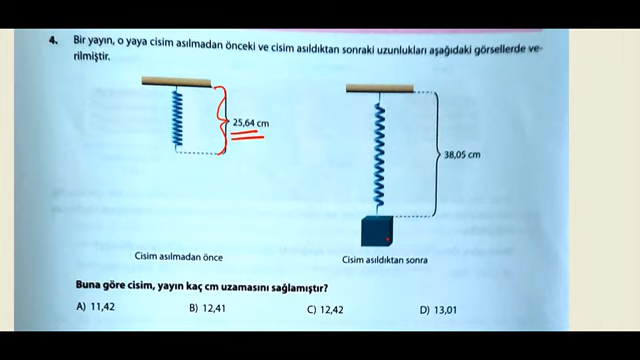 4. Bir yayın, o yaya cisim asılmadan önceki ve cisim asıldıktan sonraki uzunlukları aşağıdaki görsellerde ve-
rilmiştir.
25,64 cm
38,05 cm
Cisim asılmadan önce
Cisim asıldıktan sonra
Buna göre cisim, yayın kaç cm uzamasını sağlamıştır?
A) 11,42 B) 12,41 C) 12,42 D) 13,01